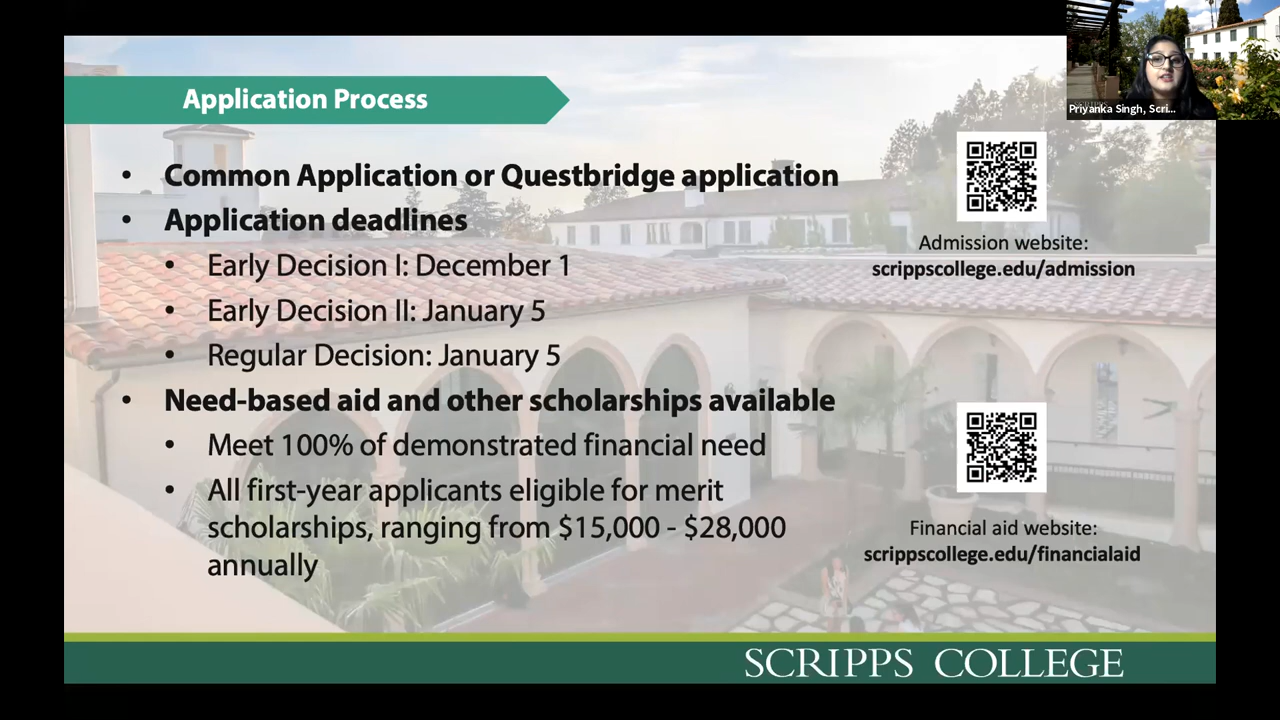 Application Process
Priyanka Singh, Scri...
• Common Application or Questbridge application
• Application deadlines
• Early Decision I: December 1
• Early Decision II: January 5
• Regular Decision: January 5
• Need-based aid and other scholarships available
• Meet 100% of demonstrated financial need
• All first-year applicants eligible for merit
scholarships, ranging from $15,000 - $28,000
annually
Admission website:
scrippscollege.edu/admission
Financial aid website:
scrippscollege.edu/financialaid
SCRIPPS COLLEGE